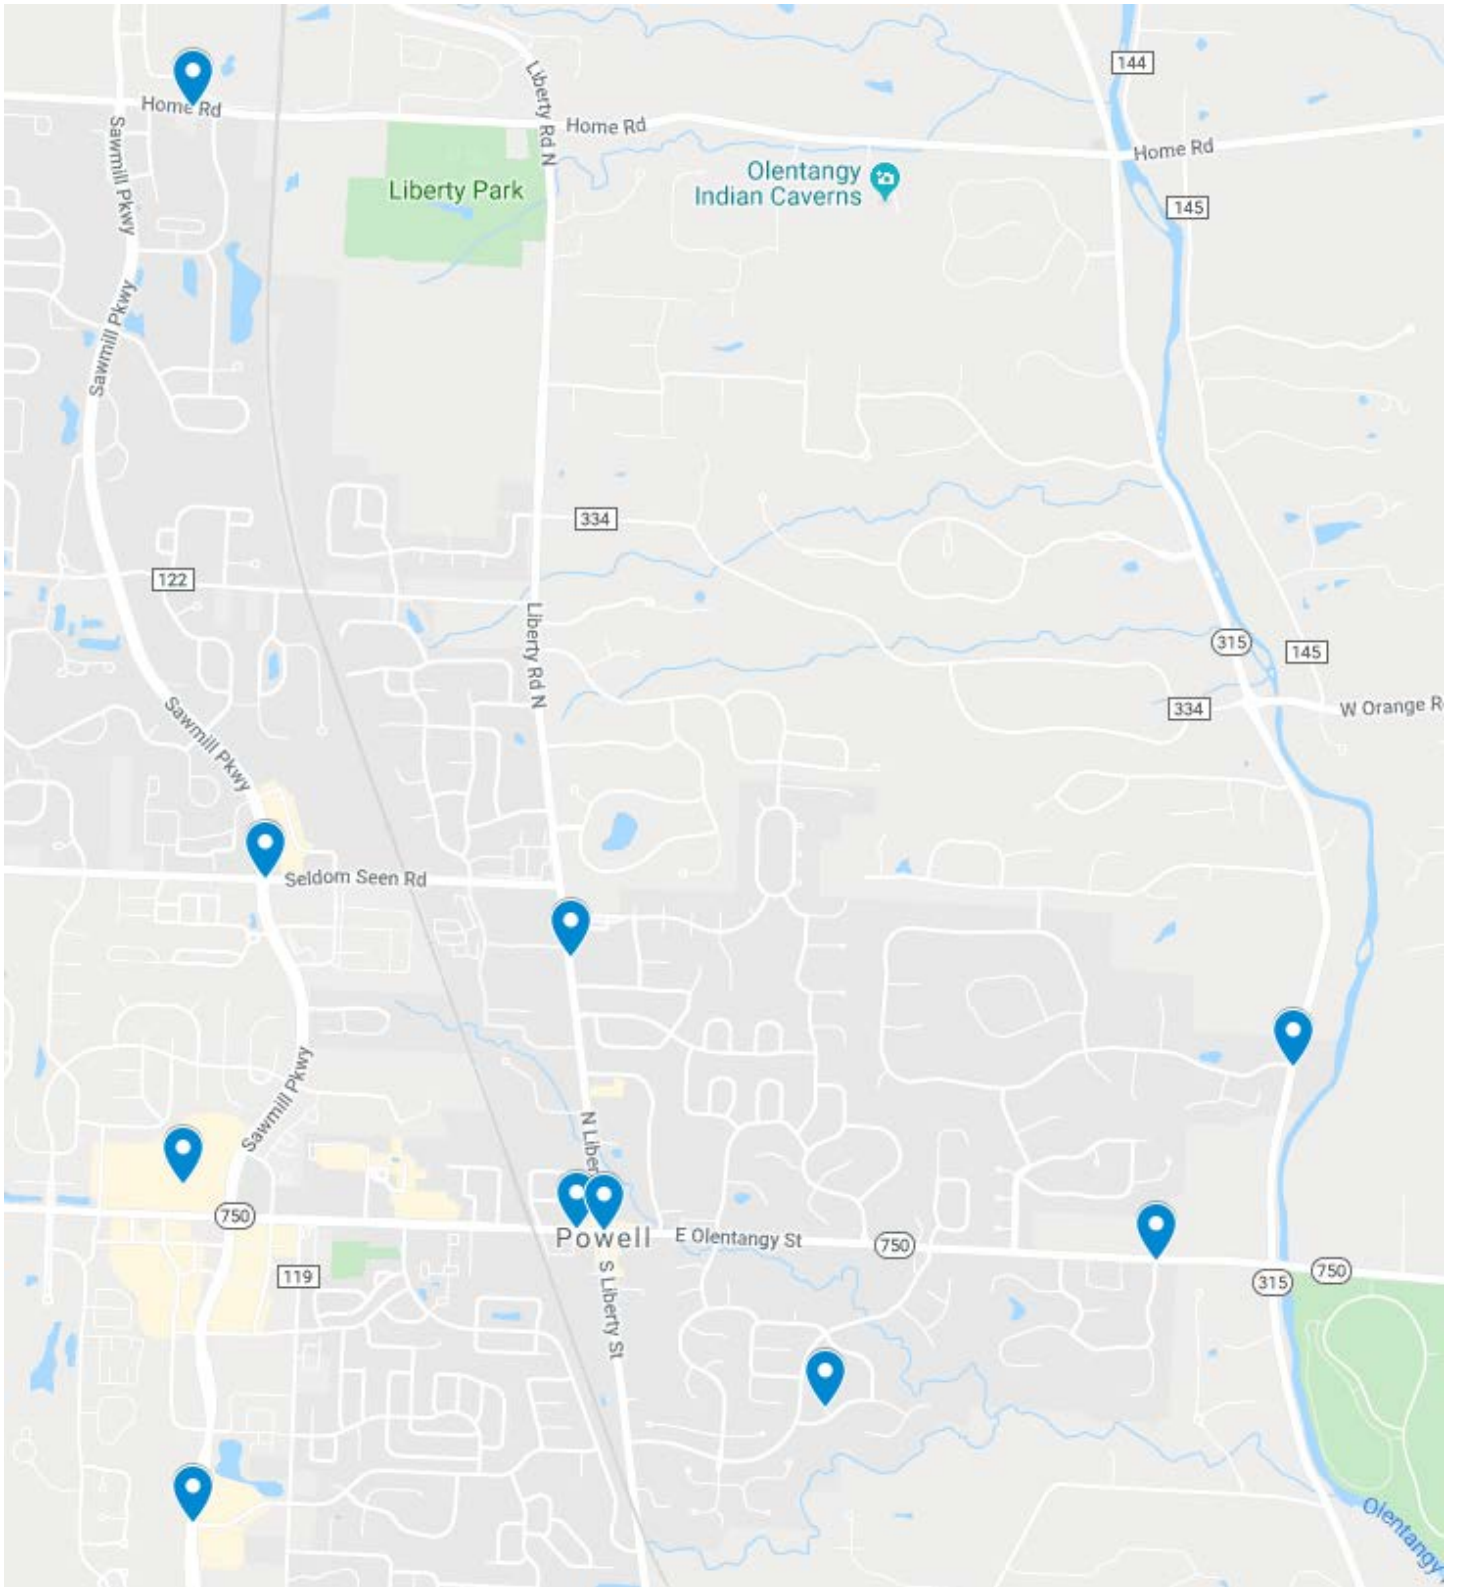 144
Home Rd
Home Rd
Home Rd
Liberty Rd N
Sawmill Pkwy
Liberty Park
Olentangy
Indian Caverns
145
Sawmill Pkwy
334
122
Liberty Rd N
315
145
334
W Orange R
Sawmill Pkwy
Seldom Seen Rd
Sawmill Pkwy
N Liber
750
Powell
E Olentangy St
750
119
S Liberty St
315
750
Olentangy